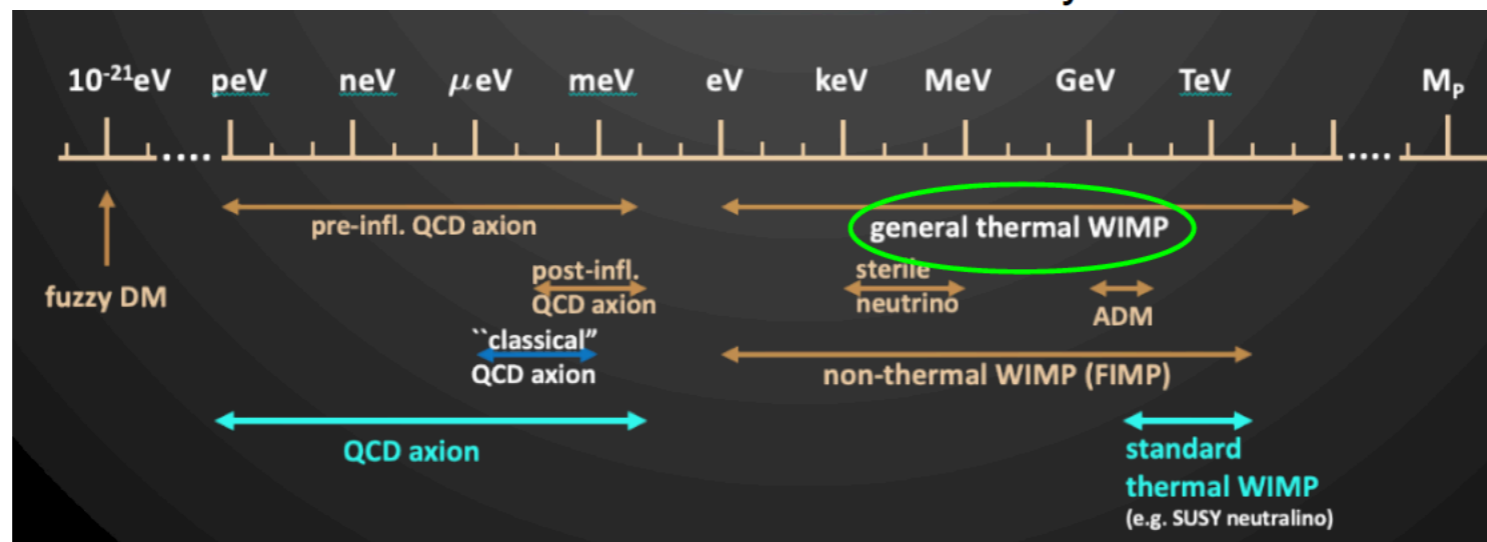 10⁻²¹eV peV neV μeV meV eV keV MeV GeV TeV Mₚ
pre-infl. QCD axion
general thermal WIMP
fuzzy DM
post-infl.
QCD axion
sterile
neutrino
ADM
``classical”
QCD axion
non-thermal WIMP (FIMP)
QCD axion
standard
thermal WIMP
(e.g. SUSY neutralino)